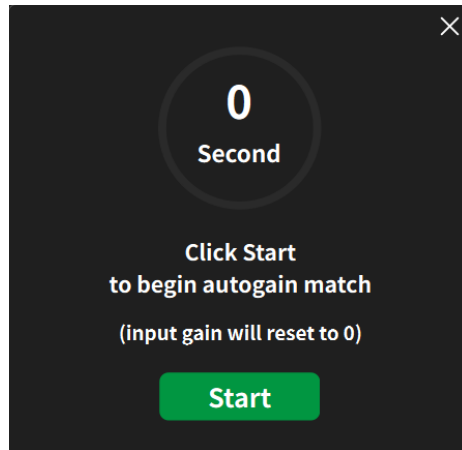 0
Second
Click Start
to begin autogain match
(input gain will reset to 0)
Start